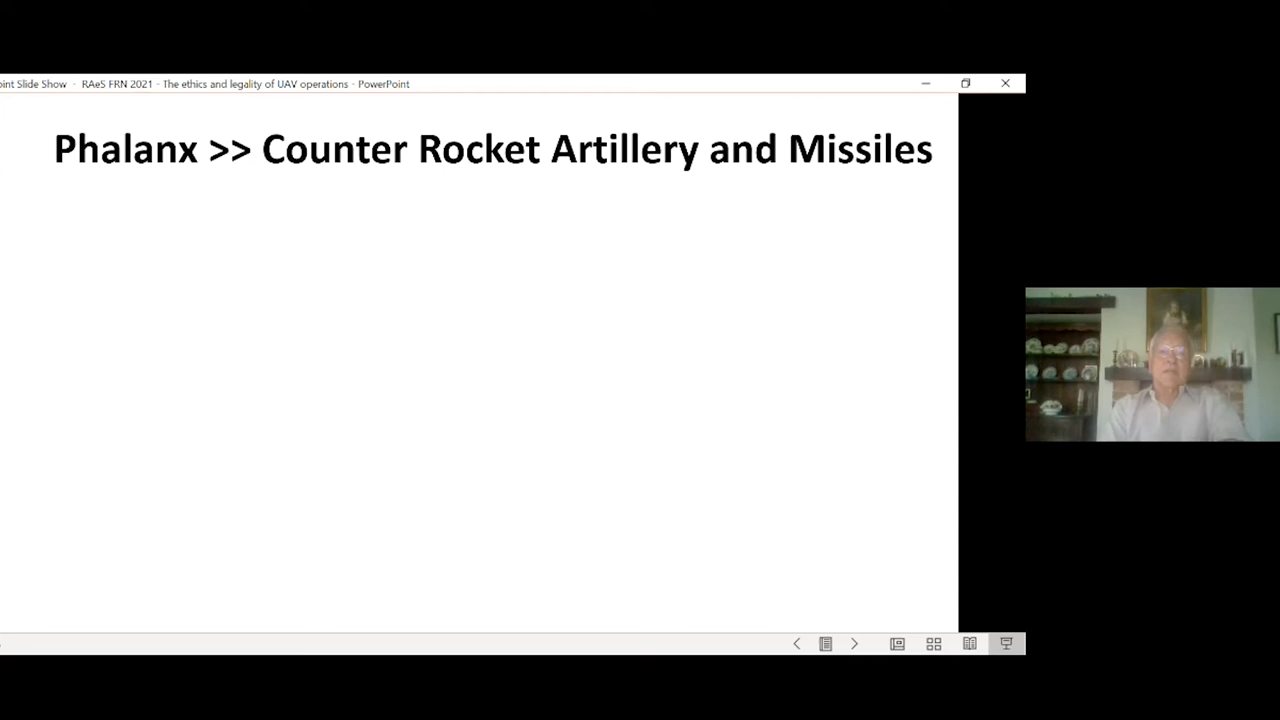 int Slide Show - RAeS FRN 2021 - The ethics and legality of UAV operations - PowerPoint
Phalanx >> Counter Rocket Artillery and Missiles